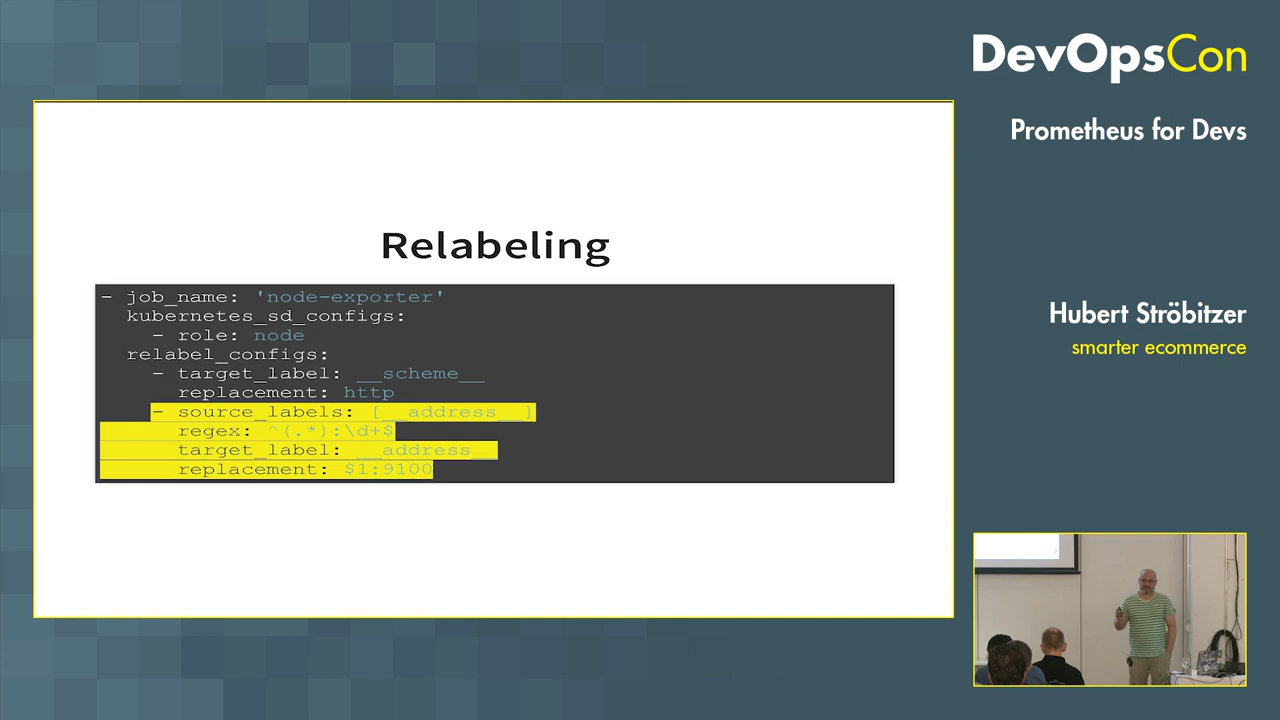 DevOpsCon
Prometheus for Devs
Relabeling
- job_name: 'node-exporter'
kubernetes_sd_configs:
- role: node
relabel_configs:
- target_label: __scheme__
replacement: http
- source_labels: [__address__]
regex: ^(.*):\d+$
target_label: __address__
replacement: $1:9100
Hubert Ströbitzer
smarter ecommerce